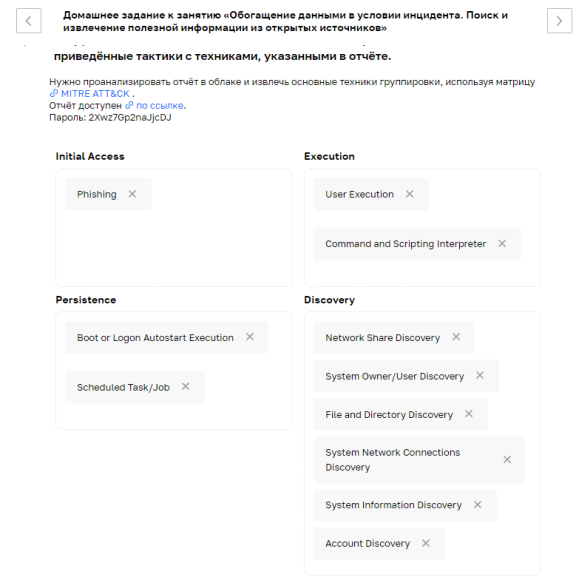 Домашнее задание к занятию «Обогащение данными в условии инцидента. Поиск и
извлечение полезной информации из открытых источников»
приведённые тактики с техниками, указанными в отчёте.
Нужно проанализировать отчёт в облаке и извлечь основные техники группировки, используя матрицу
MITRE ATT&CK .
Отчёт доступен по ссылке.
Пароль: 2Xwz7Gp2naJjcDJ
Initial Access
Phishing
Execution
User Execution
Command and Scripting Interpreter
Persistence
Boot or Logon Autostart Execution
Scheduled Task/Job
Discovery
Network Share Discovery
System Owner/User Discovery
File and Directory Discovery
System Network Connections
Discovery
System Information Discovery
Account Discovery